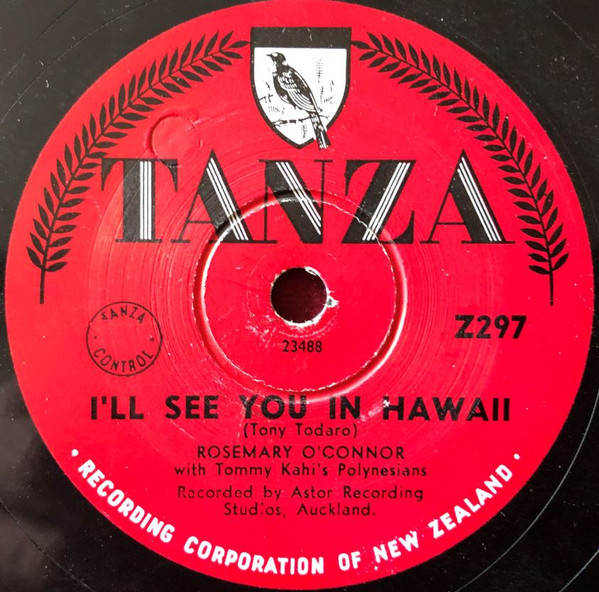 TANZA
TANZA
CONTROL
Z297
23488
I'LL SEE YOU IN HAWAII
(Tony Todaro)
ROSEMARY O'CONNOR
with Tommy Kahi's Polynesians
Recorded by Astor Recording
Studios, Auckland.
• RECORDING CORPORATION OF NEW ZEALAND •